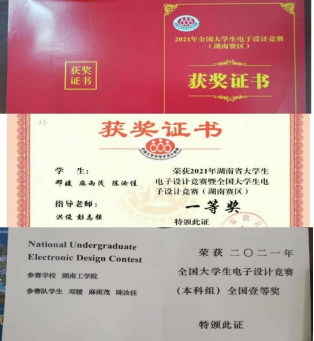 2021年全国大学生电子设计竞赛
（湖南赛区）
获奖
证书
获奖证书
获奖证书
学 生：
邓媛 麻雨茂 陈汝佳
指导老师：
洪俊 彭志强
荣获2021年湖南省大学生
电子设计竞赛暨全国大学生电
子设计竞赛（湖南赛区）
一等奖
特颁此证
National Undergraduate
Electronic Design Contest
参赛学校 湖南工学院
参赛队学生 邓媛 麻雨茂 陈汝佳
荣获二〇二一年
全国大学生电子设计竞赛
（本科组）全国壹等奖
特颁此证